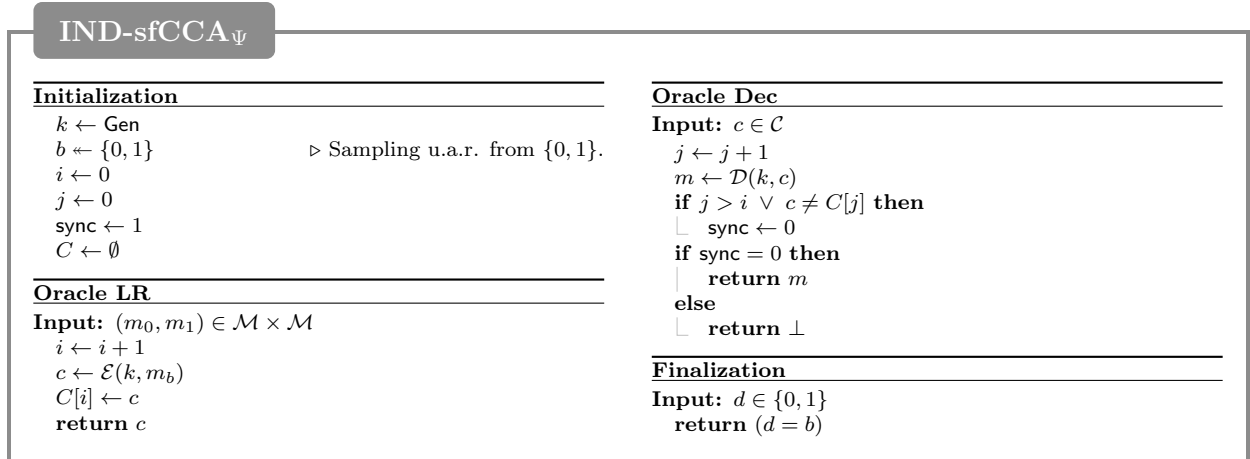 IND-sfCCA_Ψ
Initialization
k ← Gen
b ↞ {0, 1} ▷ Sampling u.a.r. from {0, 1}.
i ← 0
j ← 0
sync ← 1
C ← ∅
Oracle LR
Input: (m_0, m_1) ∈ ℳ × ℳ
i ← i + 1
c ← ℰ(k, m_b)
C[i] ← c
return c
Oracle Dec
Input: c ∈ 𝒞
j ← j + 1
m ← 𝒟(k, c)
if j > i ∨ c ≠ C[j] then
sync ← 0
if sync = 0 then
return m
else
return ⊥
Finalization
Input: d ∈ {0, 1}
return (d = b)